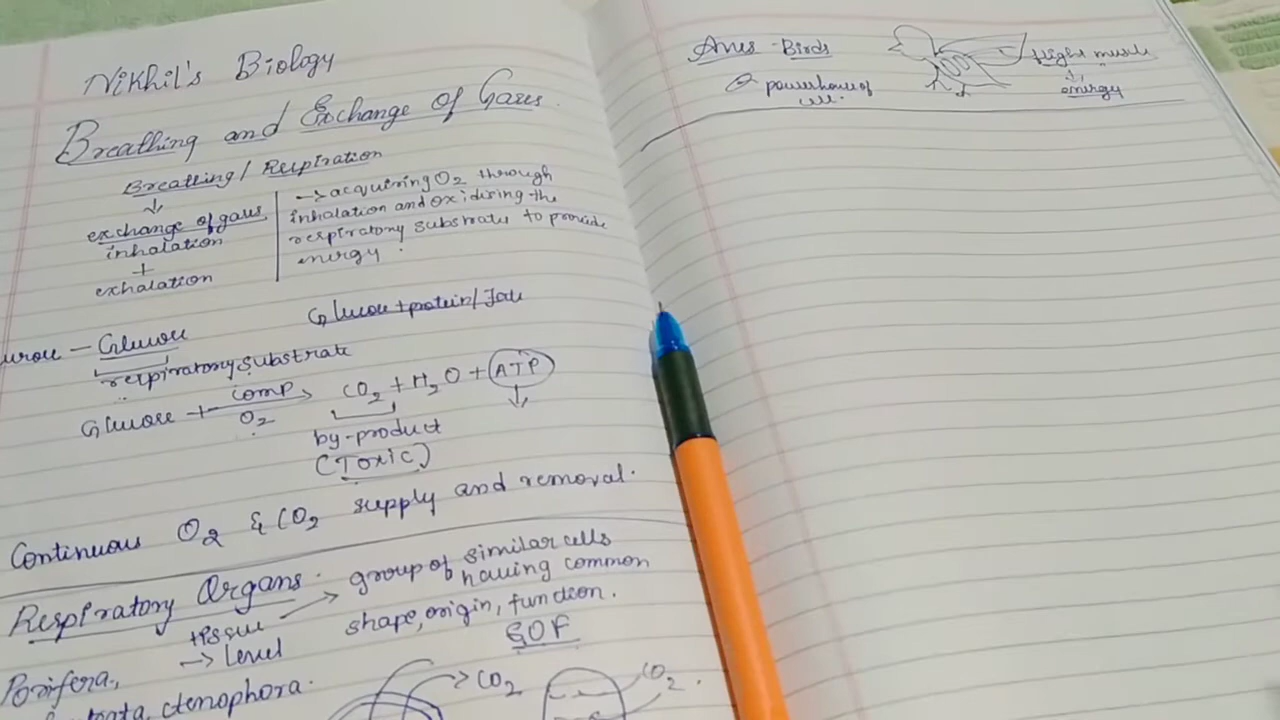 Nikhil's Biology
Breathing and Exchange of Gases.
Breathing / Respiration
exchange of gases
inhalation
+
exhalation
→ acquiring O2 through
inhalation and oxidising the
respiratory substrate to provide
energy.
Glucose + protein/Fats
— Glucose
respiratory substrate
Glucose + comp O2 → CO2 + H2O + ATP
by-product
(Toxic)
Continuous O2 & CO2 supply and removal.
Respiratory Organs.
tissue → group of similar cells
having common
shape, origin, function.
→ Level
SOF
Porifera,
ctenophora.
→ CO2
CO2.
Aves - Birds
flight muscle
powerhouse of
cell.
energy